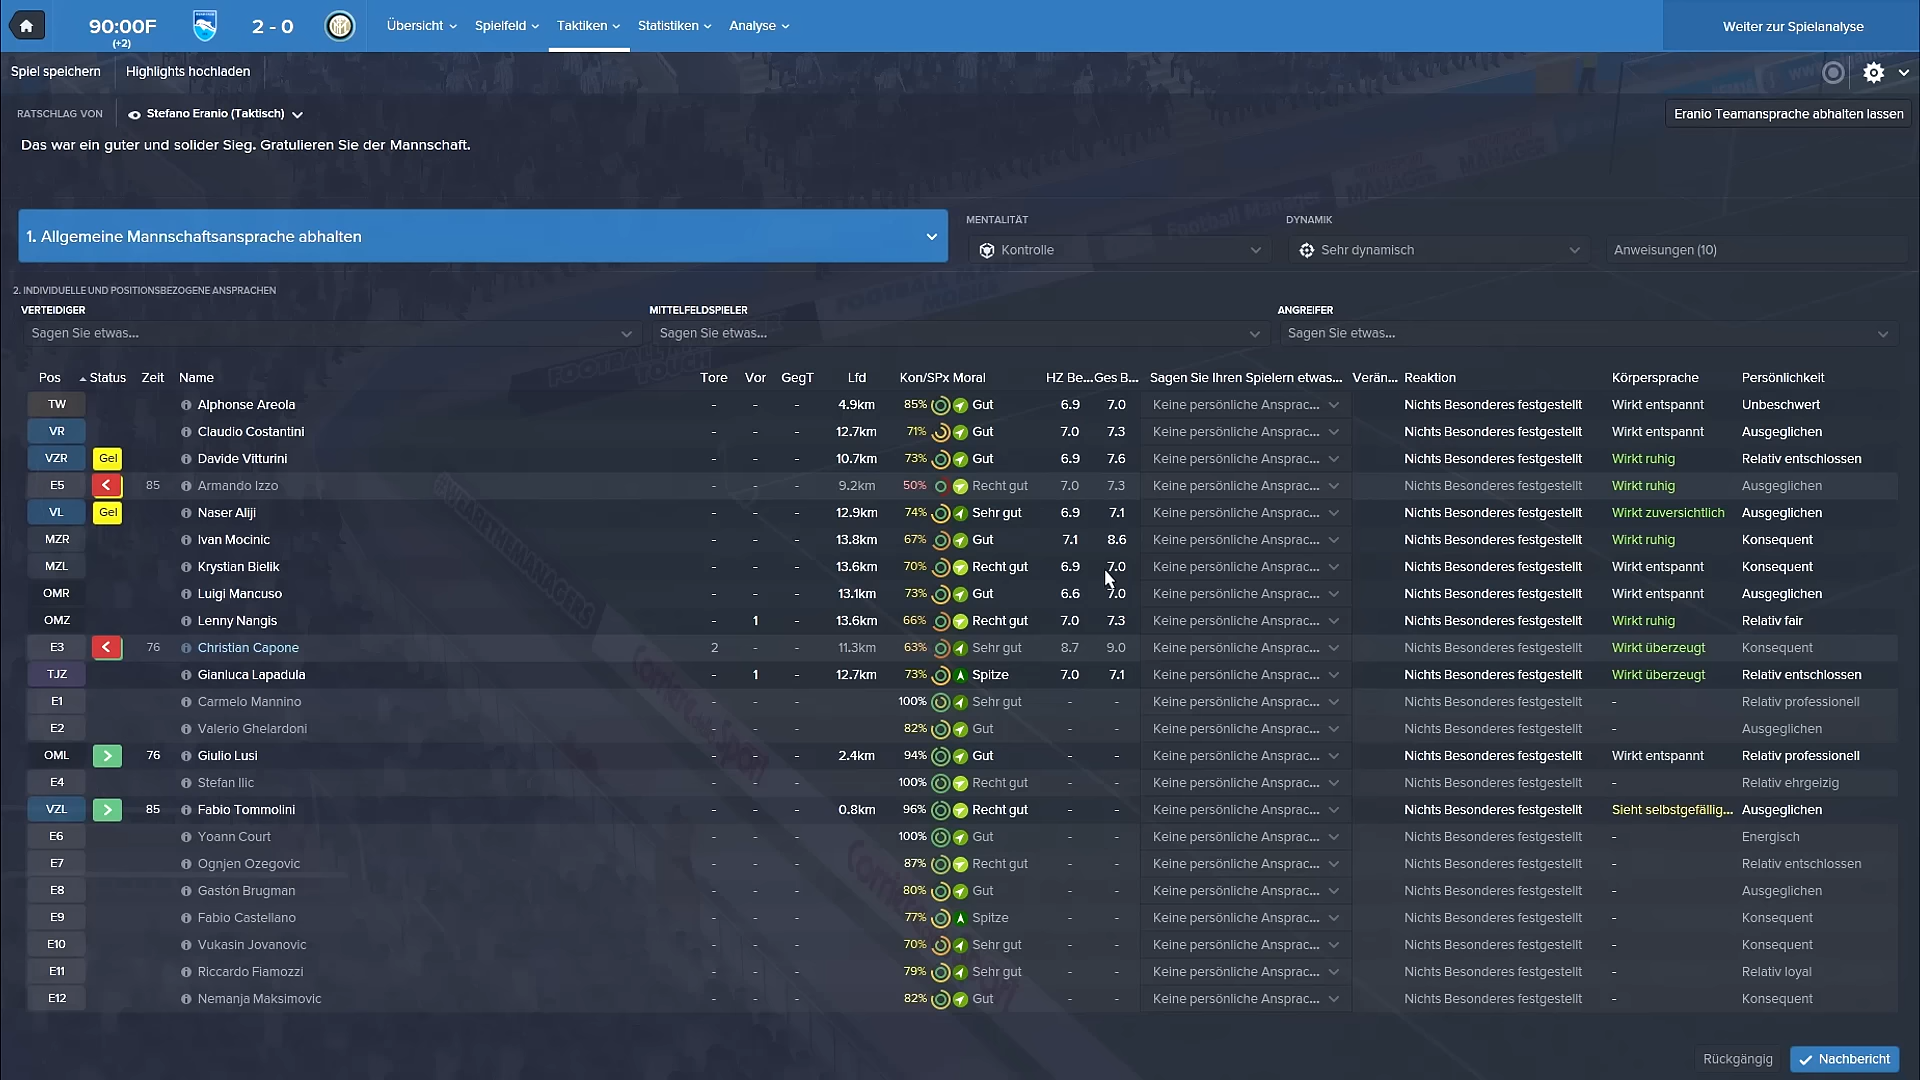 90:00F
(+2)
2 - 0
Übersicht
Spielfeld
Taktiken
Statistiken
Analyse
Weiter zur Spielanalyse
Spiel speichern
Highlights hochladen
RATSCHLAG VON
Stefano Eranio (Taktisch)
Eranio Teamansprache abhalten lassen
Das war ein guter und solider Sieg. Gratulieren Sie der Mannschaft.
1. Allgemeine Mannschaftsansprache abhalten
MENTALITÄT
Kontrolle
DYNAMIK
Sehr dynamisch
Anweisungen (10)
2. INDIVIDUELLE UND POSITIONSBEZOGENE ANSPRACHEN
VERTEIDIGER
Sagen Sie etwas...
MITTELFELDSPIELER
Sagen Sie etwas...
ANGREIFER
Sagen Sie etwas...
Pos Status Zeit Name Tore Vor GegT Lfd Kon/SPx Moral HZ Be... Ges B... Sagen Sie Ihren Spielern etwas... Verän... Reaktion Körpersprache Persönlichkeit
TW Alphonse Areola - - - 4.9km 85% Gut 6.9 7.0 Keine persönliche Ansprac... Nichts Besonderes festgestellt Wirkt entspannt Unbeschwert
VR Claudio Costantini - - - 12.7km 71% Gut 7.0 7.3 Keine persönliche Ansprac... Nichts Besonderes festgestellt Wirkt entspannt Ausgeglichen
VZR Gel Davide Vitturini - - - 10.7km 73% Gut 6.9 7.6 Keine persönliche Ansprac... Nichts Besonderes festgestellt Wirkt ruhig Relativ entschlossen
E5 85 Armando Izzo - - - 9.2km 50% Recht gut 7.0 7.3 Keine persönliche Ansprac... Nichts Besonderes festgestellt Wirkt ruhig Ausgeglichen
VL Gel Naser Aliji - - - 12.9km 74% Sehr gut 6.9 7.1 Keine persönliche Ansprac... Nichts Besonderes festgestellt Wirkt zuversichtlich Ausgeglichen
MZR Ivan Mocinic - - - 13.8km 67% Gut 7.1 8.6 Keine persönliche Ansprac... Nichts Besonderes festgestellt Wirkt ruhig Konsequent
MZL Krystian Bielik - - - 13.6km 70% Recht gut 6.9 7.0 Keine persönliche Ansprac... Nichts Besonderes festgestellt Wirkt entspannt Konsequent
OMR Luigi Mancuso - - - 13.1km 73% Gut 6.6 7.0 Keine persönliche Ansprac... Nichts Besonderes festgestellt Wirkt entspannt Ausgeglichen
OMZ Lenny Nangis - 1 - 13.6km 66% Recht gut 7.0 7.3 Keine persönliche Ansprac... Nichts Besonderes festgestellt Wirkt ruhig Relativ fair
E3 76 Christian Capone 2 - - 11.3km 63% Sehr gut 8.7 9.0 Keine persönliche Ansprac... Nichts Besonderes festgestellt Wirkt überzeugt Konsequent
TJZ Gianluca Lapadula - 1 - 12.7km 73% Spitze 7.0 7.1 Keine persönliche Ansprac... Nichts Besonderes festgestellt Wirkt überzeugt Relativ entschlossen
E1 Carmelo Mannino - - - 100% Sehr gut - - Keine persönliche Ansprac... Nichts Besonderes festgestellt - Relativ professionell
E2 Valerio Ghelardoni - - - 82% Gut - - Keine persönliche Ansprac... Nichts Besonderes festgestellt - Ausgeglichen
OML 76 Giulio Lusi - - - 2.4km 94% Gut - - Keine persönliche Ansprac... Nichts Besonderes festgestellt Wirkt entspannt Relativ professionell
E4 Stefan Ilic - - - 100% Recht gut - - Keine persönliche Ansprac... Nichts Besonderes festgestellt - Relativ ehrgeizig
VZL 85 Fabio Tommolini - - - 0.8km 96% Recht gut - - Keine persönliche Ansprac... Nichts Besonderes festgestellt Sieht selbstgefällig... Ausgeglichen
E6 Yoann Court - - - 100% Gut - - Keine persönliche Ansprac... Nichts Besonderes festgestellt - Energisch
E7 Ognjen Ozegovic - - - 87% Recht gut - - Keine persönliche Ansprac... Nichts Besonderes festgestellt - Relativ entschlossen
E8 Gastón Brugman - - - 80% Gut - - Keine persönliche Ansprac... Nichts Besonderes festgestellt - Ausgeglichen
E9 Fabio Castellano - - - 77% Spitze - - Keine persönliche Ansprac... Nichts Besonderes festgestellt - Konsequent
E10 Vukasin Jovanovic - - - 70% Sehr gut - - Keine persönliche Ansprac... Nichts Besonderes festgestellt - Konsequent
E11 Riccardo Fiamozzi - - - 79% Sehr gut - - Keine persönliche Ansprac... Nichts Besonderes festgestellt - Relativ loyal
E12 Nemanja Maksimovic - - - 82% Gut - - Keine persönliche Ansprac... Nichts Besonderes festgestellt - Konsequent
Rückgängig
Nachbericht